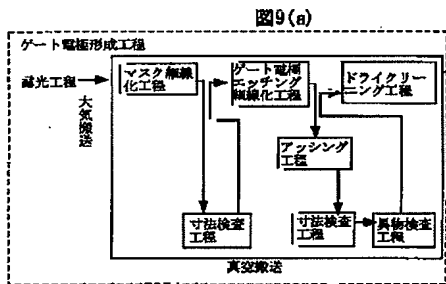 図9(a)
ゲート電極形成工程
露光工程
大気搬送
マスク細線
化工程
ゲート電極
エッチング
細線化工程
ドライクリー
ニング工程
アッシング
工程
寸法検査
工程
寸法検査
工程
異物検査
工程
真空搬送